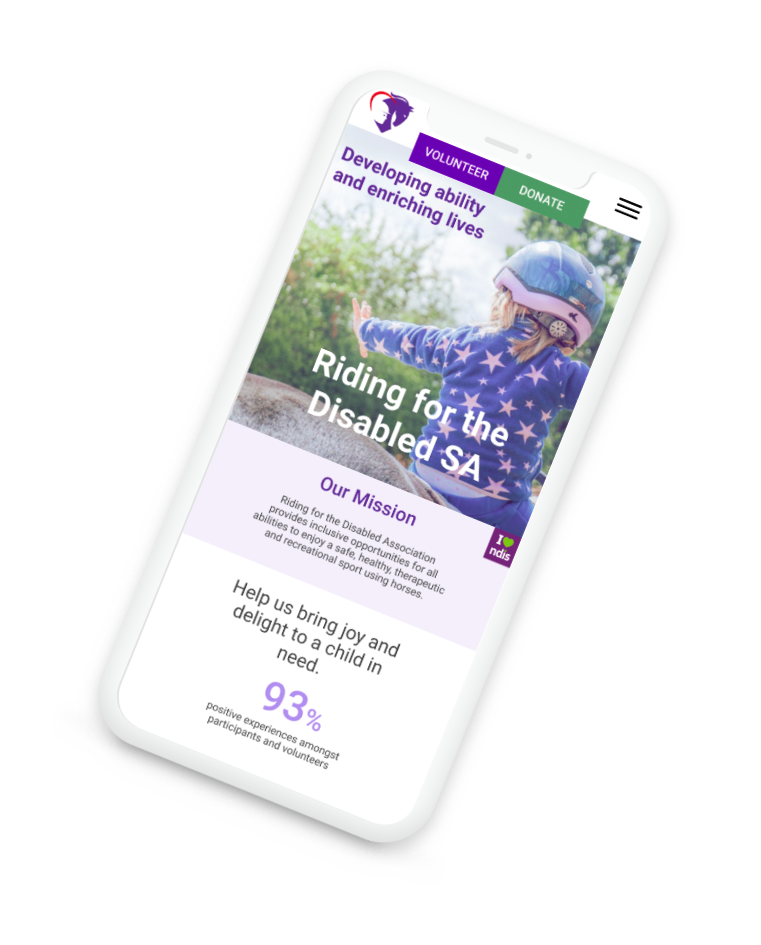 VOLUNTEER
DONATE
Developing ability
and enriching lives
Riding for the
Disabled SA
I
ndis
Our Mission
Riding for the Disabled Association
provides inclusive opportunities for all
abilities to enjoy a safe, healthy, therapeutic
and recreational sport using horses.
Help us bring joy and
delight to a child in
need.
93%
positive experiences amongst
participants and volunteers